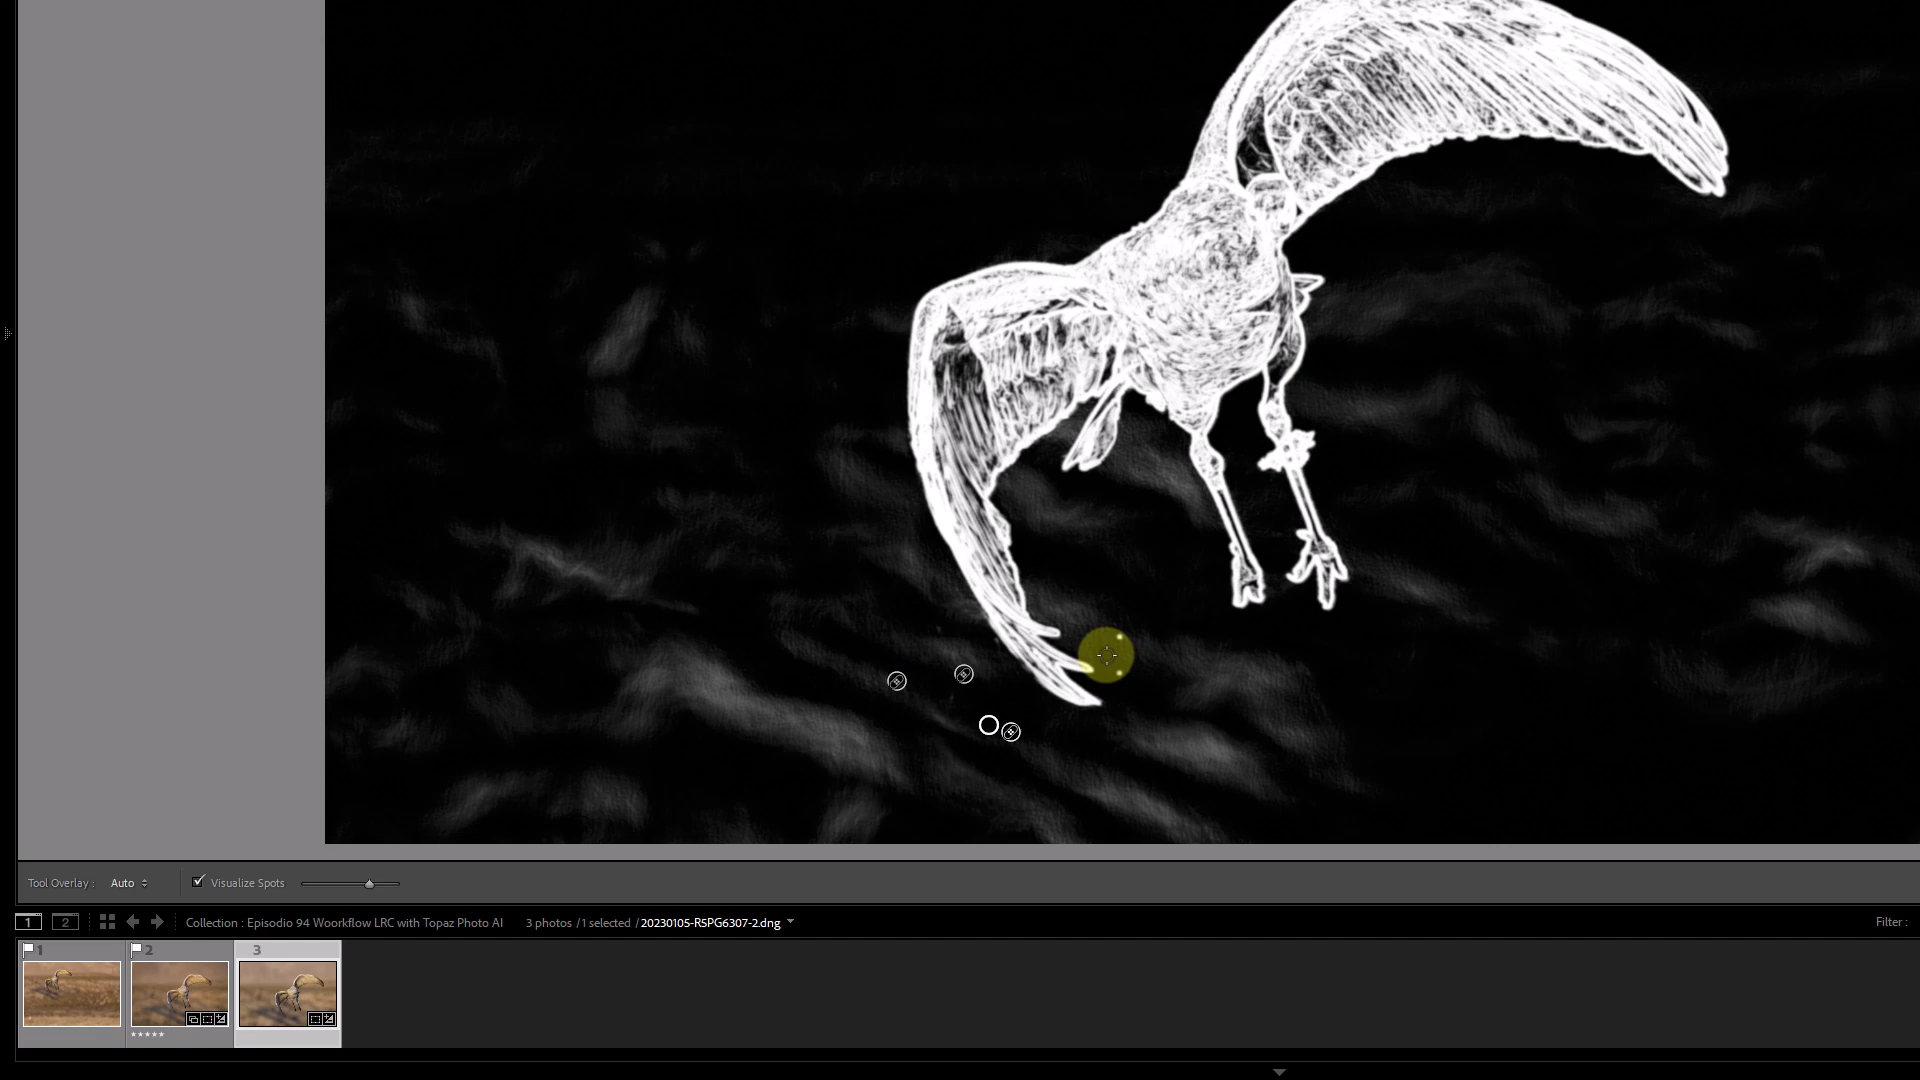 Tool Overlay : Auto Visualize Spots
1 2 Collection : Episodio 94 Woorkflow LRC with Topaz Photo AI 3 photos / 1 selected / 20230105-R5PG6307-2.dng Filter :
1 2 3